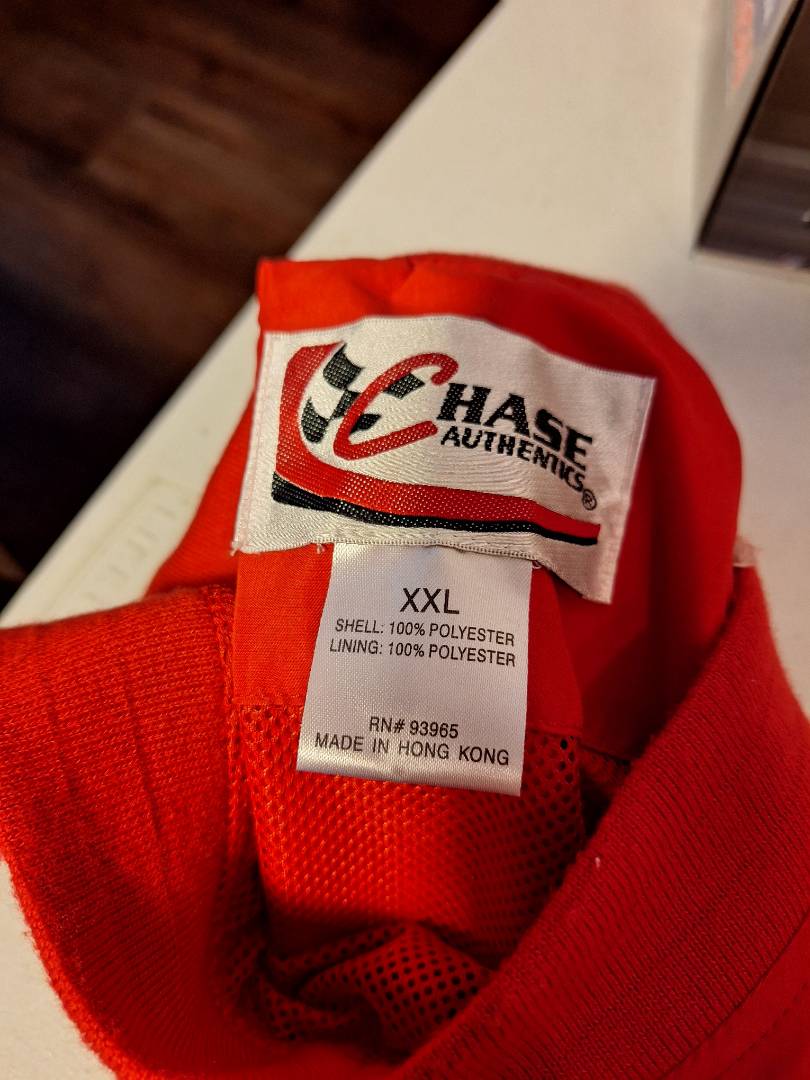 CHASE
AUTHENTICS®
XXL
SHELL: 100% POLYESTER
LINING: 100% POLYESTER
RN# 93965
MADE IN HONG KONG